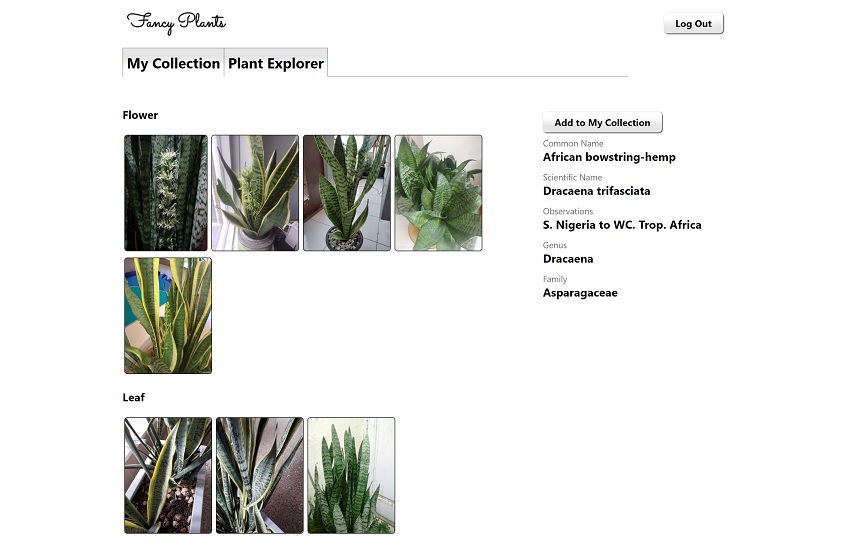 Fancy Plants
Log Out
My Collection
Plant Explorer
Flower
Leaf
Add to My Collection
Common Name
African bowstring-hemp
Scientific Name
Dracaena trifasciata
Observations
S. Nigeria to WC. Trop. Africa
Genus
Dracaena
Family
Asparagaceae